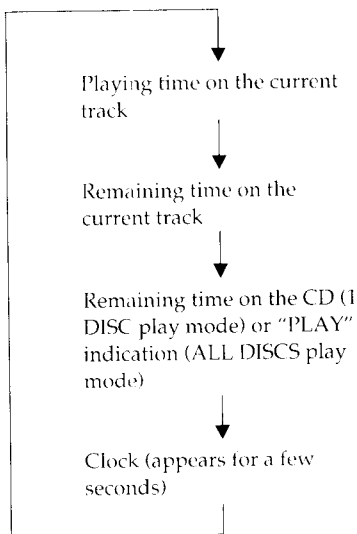 Playing time on the current
track
Remaining time on the
current track
Remaining time on the CD (1
DISC play mode) or "PLAY"
indication (ALL DISCS play
mode)
Clock (appears for a few
seconds)